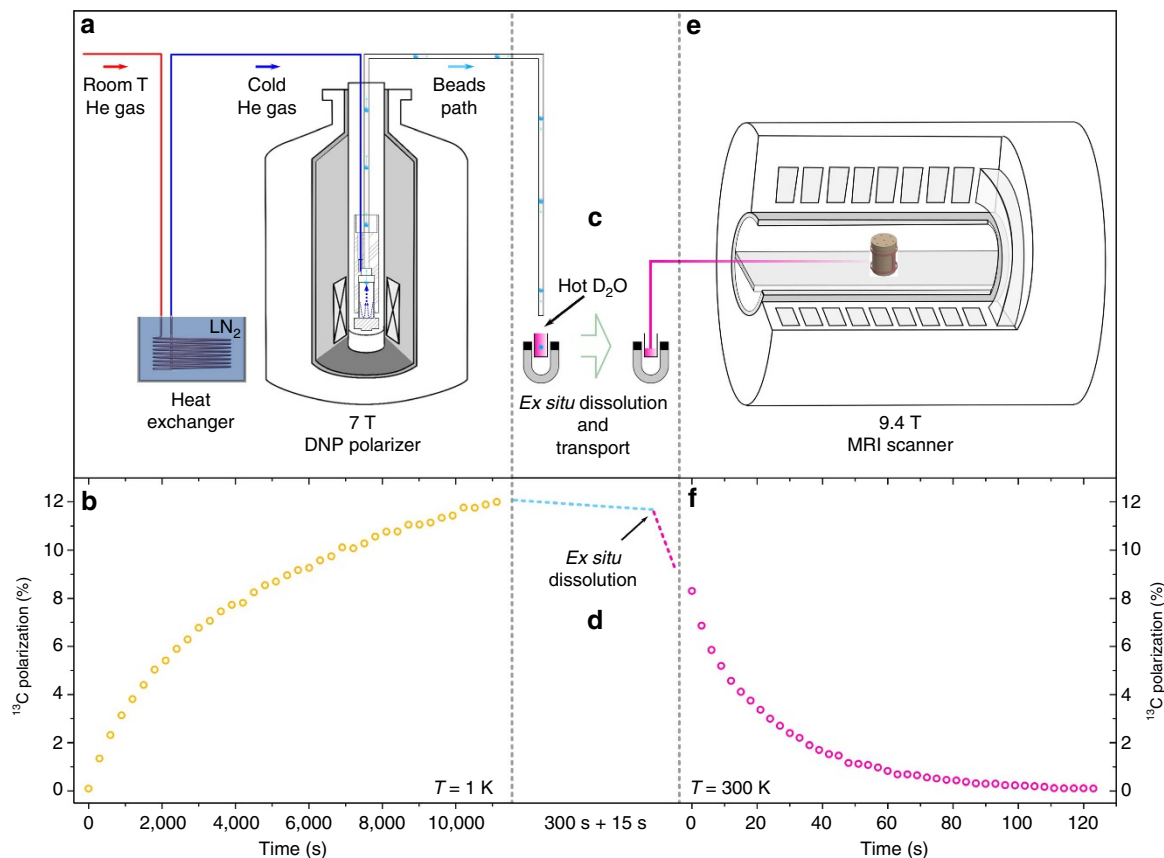 a
Room T
He gas
Cold
He gas
Beads
path
LN₂
Heat
exchanger
7 T
DNP polarizer
c
Hot D₂O
Ex situ dissolution
and
transport
e
9.4 T
MRI scanner
b
12
10
8
6
4
2
0
¹³C polarization (%)
T = 1 K
0 2,000 4,000 6,000 8,000 10,000
Time (s)
Ex situ
dissolution
d
300 s + 15 s
f
T = 300 K
0 20 40 60 80 100 120
Time (s)
12
10
8
6
4
2
0
¹³C polarization (%)